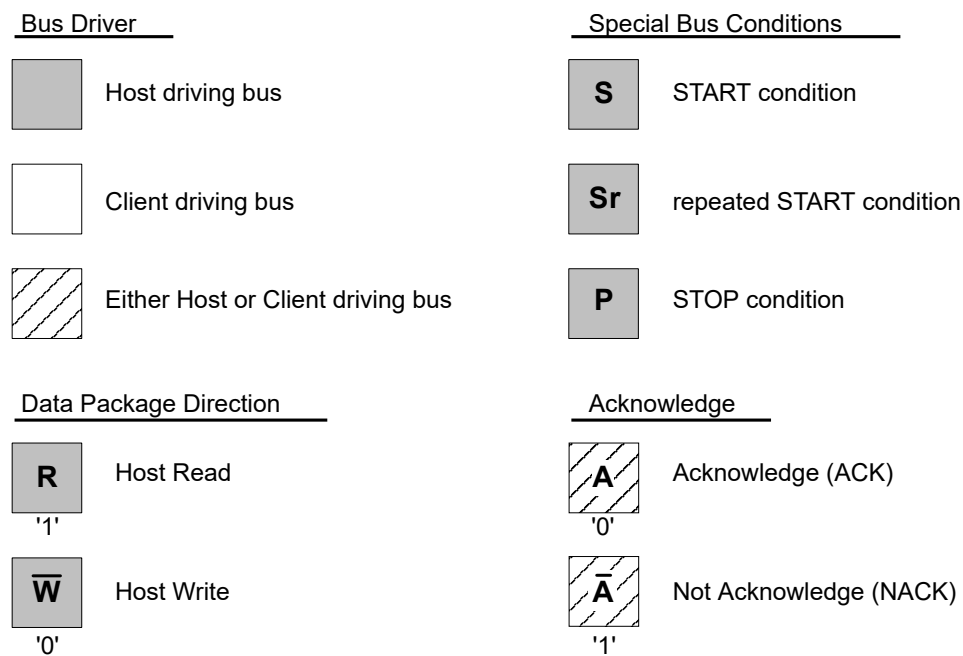 Bus Driver
Host driving bus
Client driving bus
Either Host or Client driving bus
Special Bus Conditions
S START condition
Sr repeated START condition
P STOP condition
Data Package Direction
R Host Read
'1'
W̅ Host Write
'0'
Acknowledge
A Acknowledge (ACK)
'0'
A̅ Not Acknowledge (NACK)
'1'